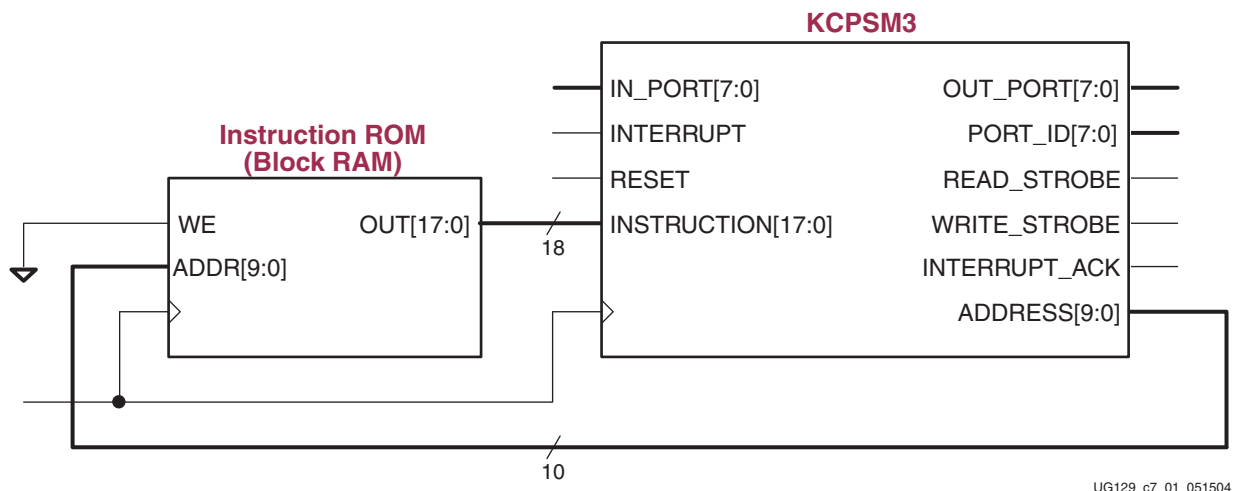 KCPSM3
IN_PORT[7:0]
OUT_PORT[7:0]
INTERRUPT
PORT_ID[7:0]
Instruction ROM
(Block RAM)
RESET
READ_STROBE
WE
OUT[17:0]
18
INSTRUCTION[17:0]
WRITE_STROBE
ADDR[9:0]
INTERRUPT_ACK
ADDRESS[9:0]
10
UG129_c7_01_051504